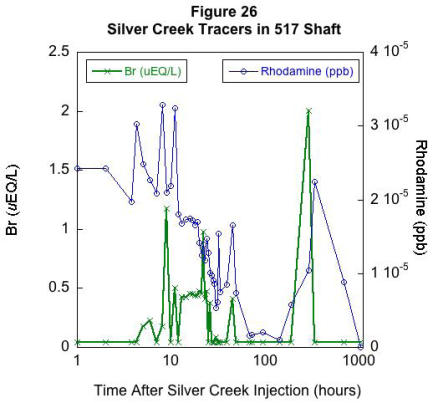 Figure 26
Silver Creek Tracers in 517 Shaft
Br (uEQ/L)
Rhodamine (ppb)
2.5
2
1.5
1
0.5
0
Br (uEQ/L)
4 10-5
3 10-5
2 10-5
1 10-5
0
Rhodamine (ppb)
1
10
100
1000
Time After Silver Creek Injection (hours)